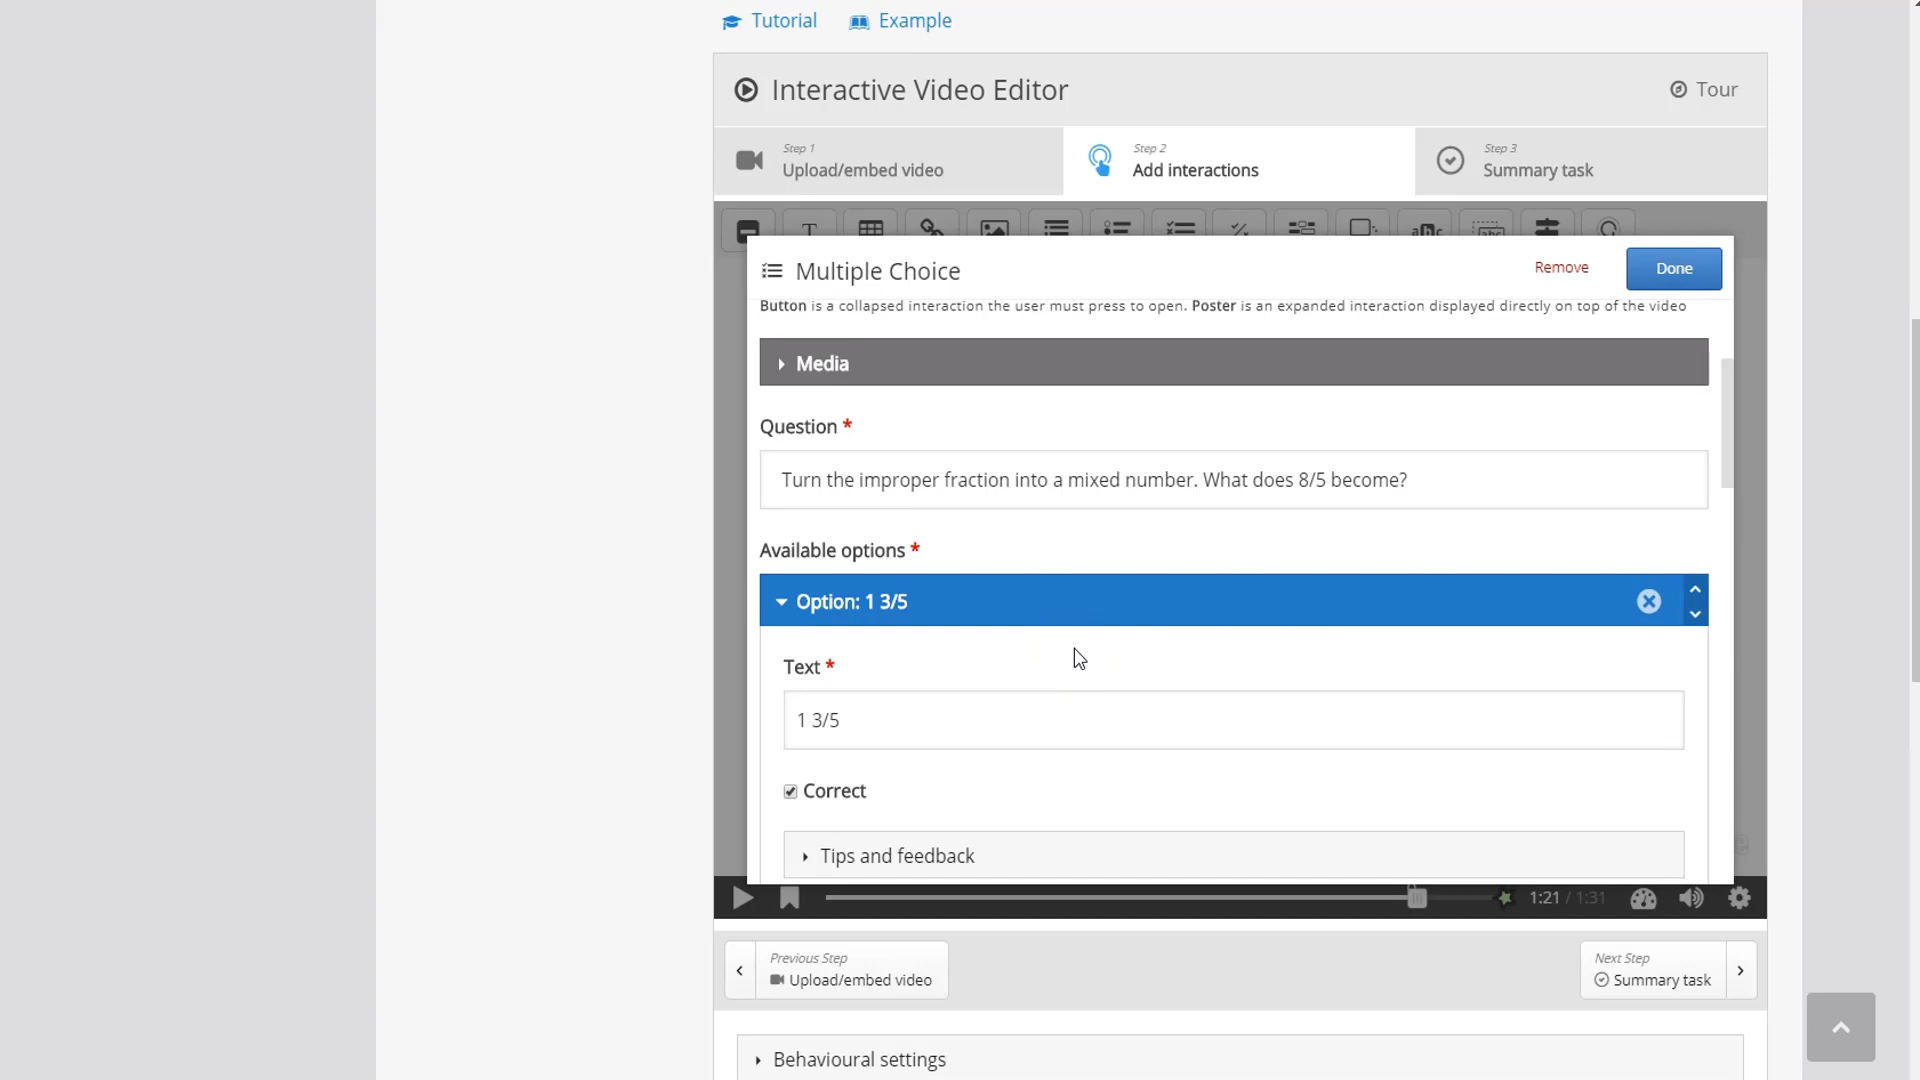 Tutorial
Example
Interactive Video Editor
Tour
Step 1
Upload/embed video
Step 2
Add interactions
Step 3
Summary task
T
abc
abc
Multiple Choice
Remove
Done
Button is a collapsed interaction the user must press to open. Poster is an expanded interaction displayed directly on top of the video
Media
Question *
Turn the improper fraction into a mixed number. What does 8/5 become?
Available options *
Option: 1 3/5
Text *
1 3/5
Correct
Tips and feedback
1:21 / 1:31
Previous Step
Upload/embed video
Next Step
Summary task
Behavioural settings